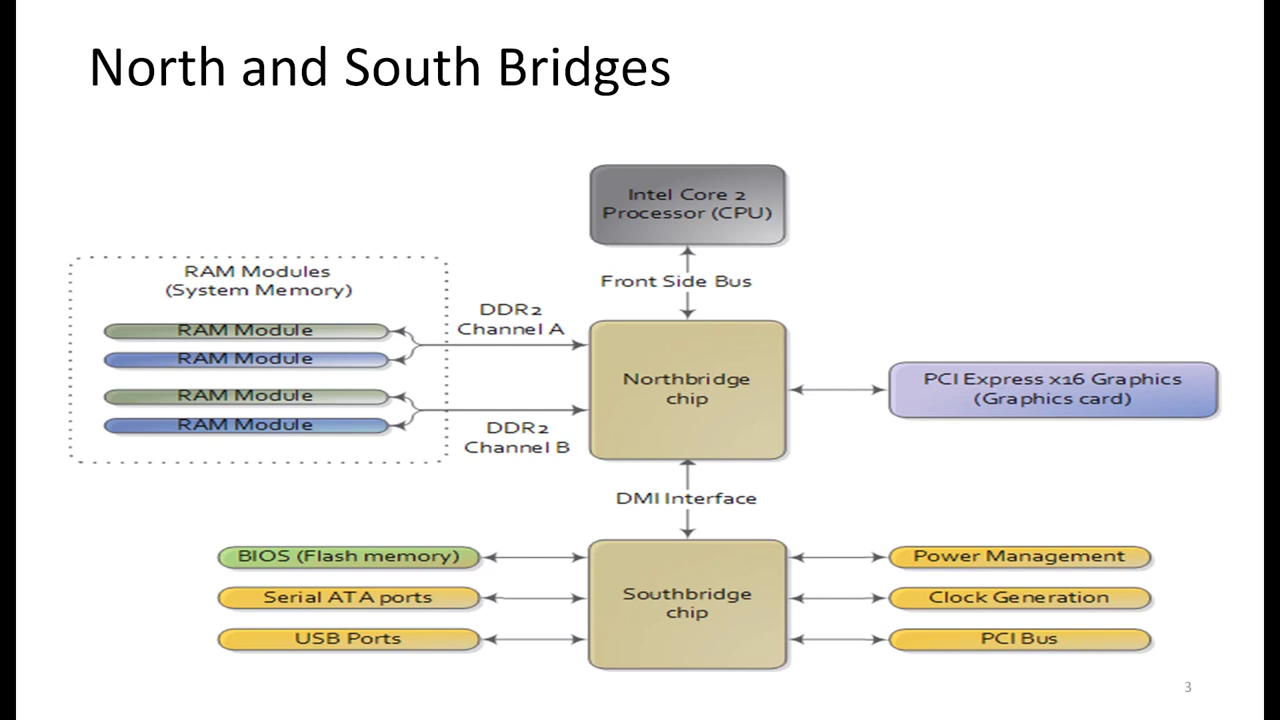 North and South Bridges
Intel Core 2
Processor (CPU)
Front Side Bus
RAM Modules
(System Memory)
RAM Module
RAM Module
RAM Module
RAM Module
DDR2
Channel A
DDR2
Channel B
Northbridge
chip
PCI Express x16 Graphics
(Graphics card)
DMI Interface
BIOS (Flash memory)
Serial ATA ports
USB Ports
Southbridge
chip
Power Management
Clock Generation
PCI Bus
3